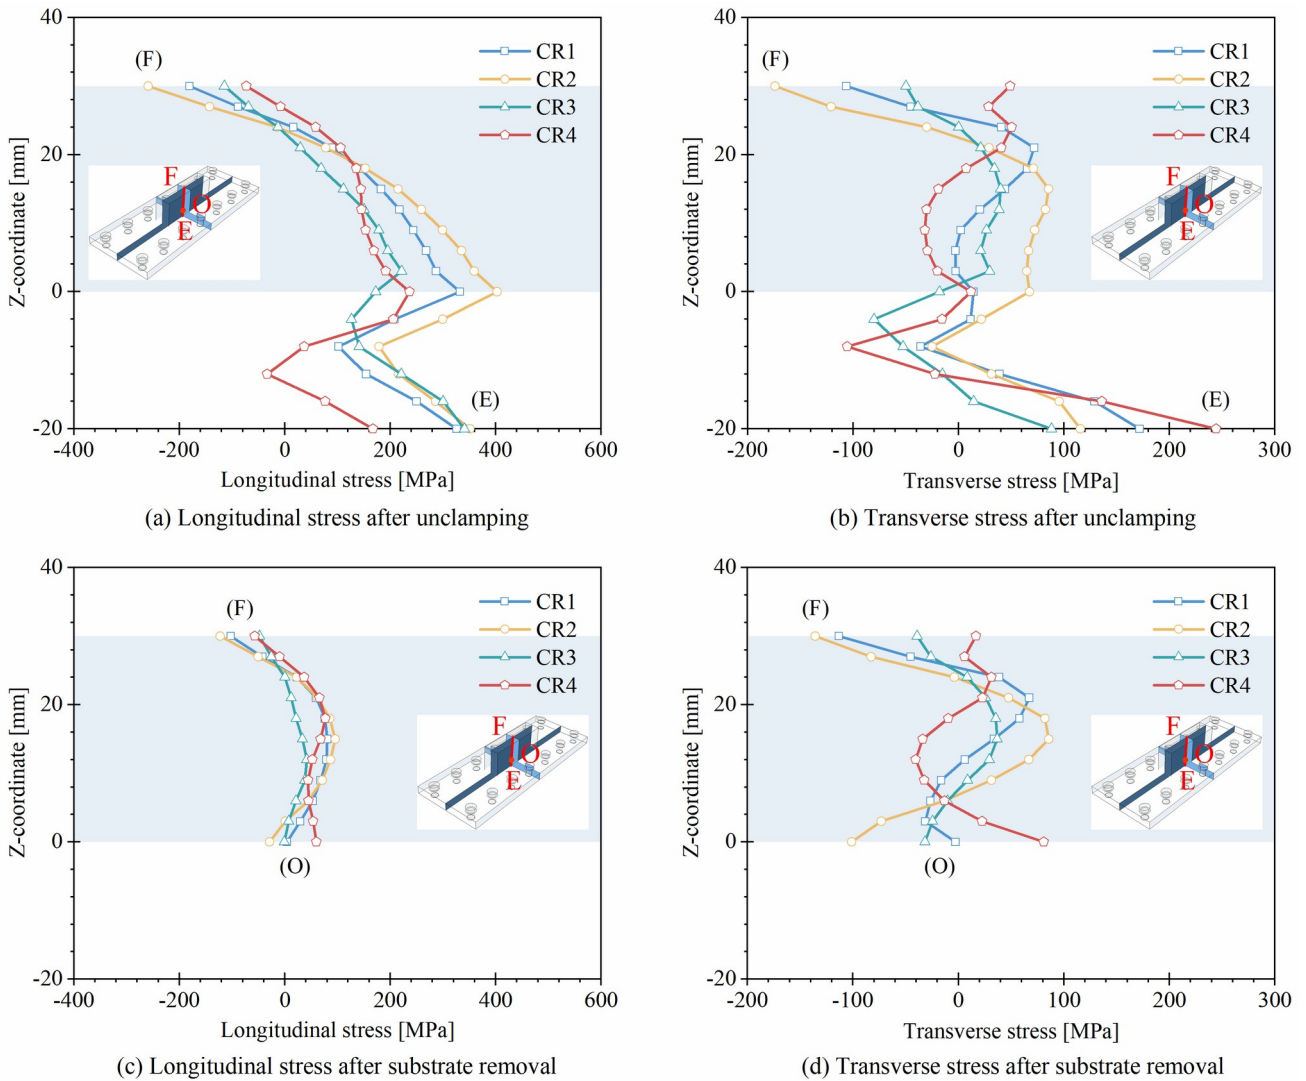 40
20
0
-20
Z-coordinate [mm]
(F)
CR1
CR2
CR3
CR4
F
O
E
(E)
-400 -200 0 200 400 600
Longitudinal stress [MPa]
(a) Longitudinal stress after unclamping
40
20
0
-20
Z-coordinate [mm]
(F)
CR1
CR2
CR3
CR4
F
O
E
(E)
-200 -100 0 100 200 300
Transverse stress [MPa]
(b) Transverse stress after unclamping
40
20
0
-20
Z-coordinate [mm]
(F)
CR1
CR2
CR3
CR4
F
O
E
(O)
-400 -200 0 200 400 600
Longitudinal stress [MPa]
(c) Longitudinal stress after substrate removal
40
20
0
-20
Z-coordinate [mm]
(F)
CR1
CR2
CR3
CR4
F
O
E
(O)
-200 -100 0 100 200 300
Transverse stress [MPa]
(d) Transverse stress after substrate removal